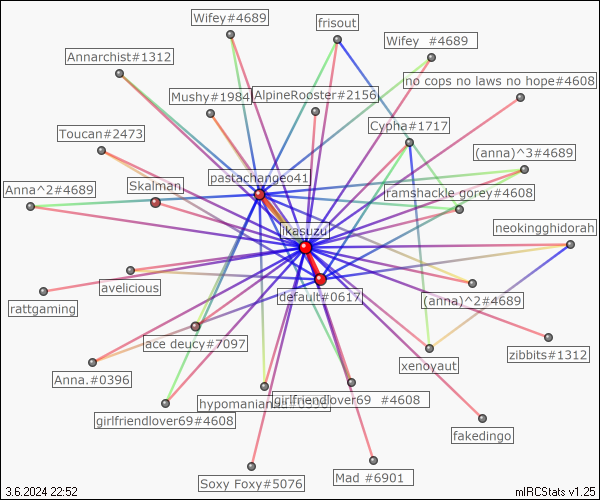 Wifey#4689
frisout
Wifey #4689
Annarchist#1312
no cops no laws no hope#4608
Mushy#1984
AlpineRooster#2156
Toucan#2473
Cypha#1717
(anna)^3#4689
pastachangeo41
Anna^2#4689
Skalman.
ramshackle gorey#4608
ikasuzu
neokingghidorah
avelicious
default#0617
(anna)^2#4689
rattgaming
ace deucy#7097
zibbits#1312
xenoyaut
Anna.#0396
girlfriendlover69 #4608
girlfriendlover69#4608
fakedingo
Soxy Foxy#5076
Mad #6901
3.6.2024 22:52
mIRCStats v1.25